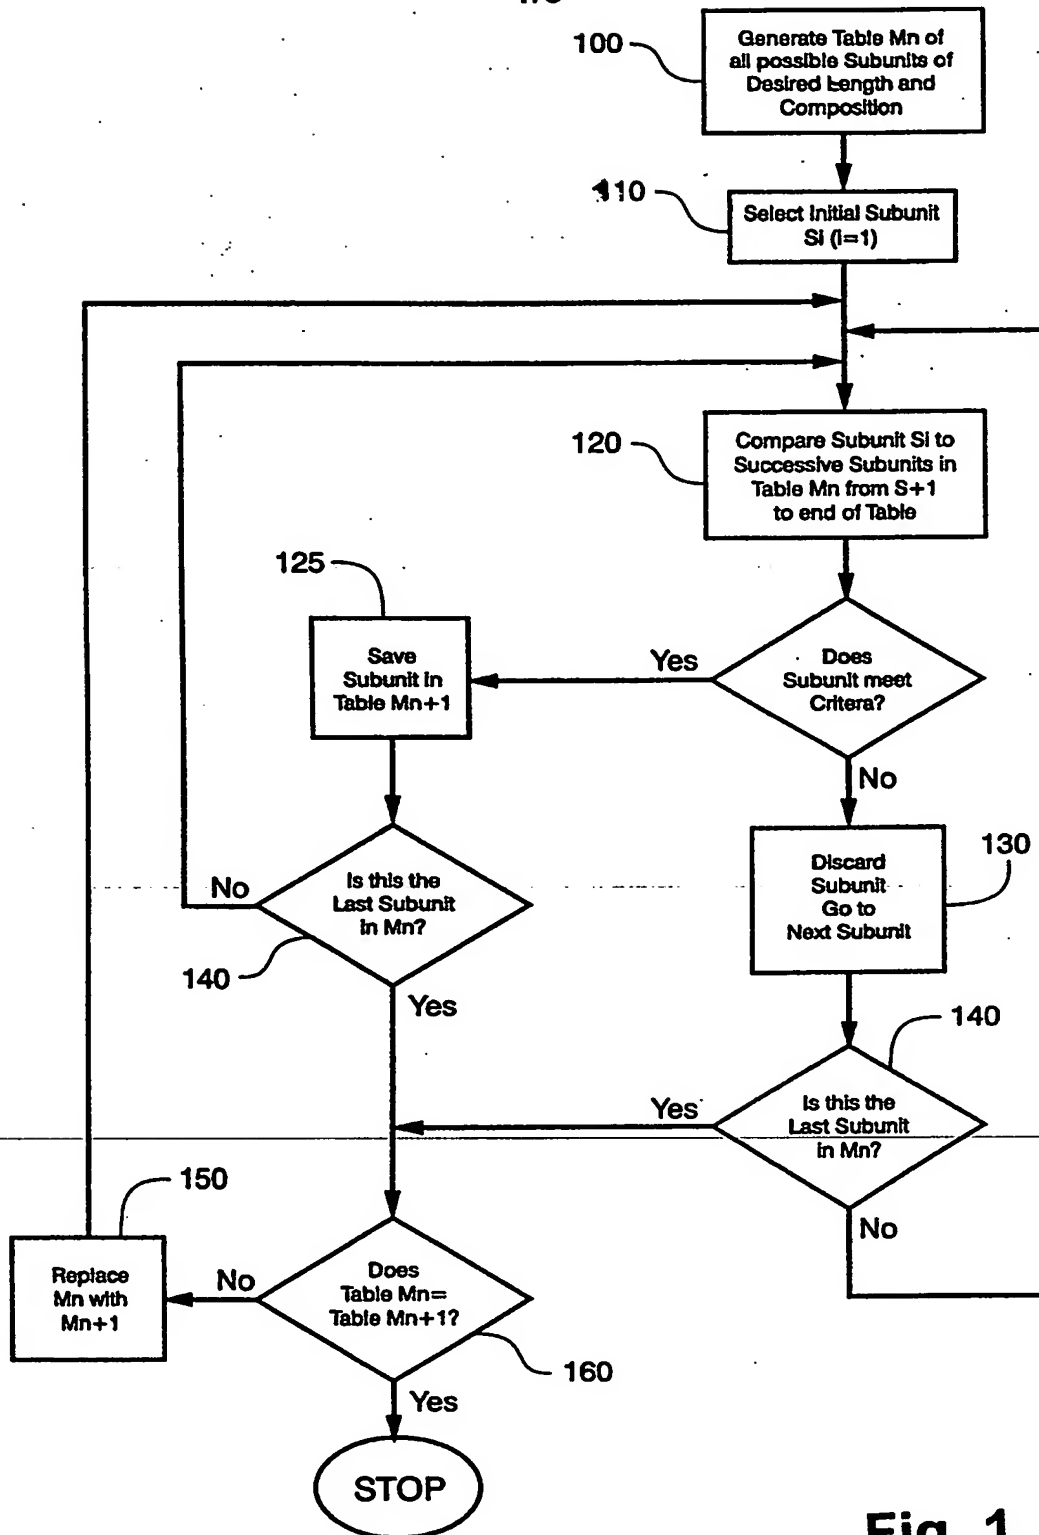 100
Generate Table Mn of
all possible Subunits of
Desired Length and
Composition
110
Select Initial Subunit
Si (i=1)
120
Compare Subunit Si to
Successive Subunits in
Table Mn from S+1
to end of Table
125
Save
Subunit in
Table Mn+1
Yes
Does
Subunit meet
Critera?
No
130
Discard
Subunit
Go to
Next Subunit
No
Is this the
Last Subunit
in Mn?
140
Yes
140
Yes
Is this the
Last Subunit
in Mn?
No
150
Replace
Mn with
Mn+1
No
Does
Table Mn=
Table Mn+1?
160
Yes
STOP
Fig. 1